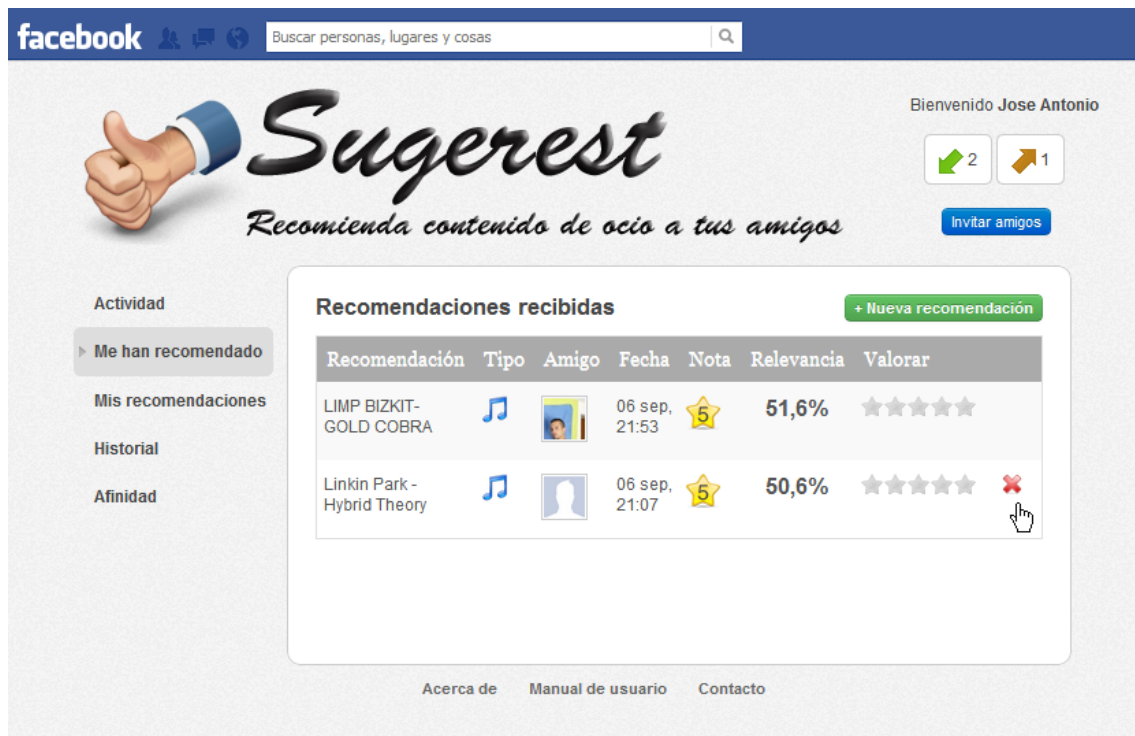 facebook
Buscar personas, lugares y cosas
Sugerest
Recomienda contenido de ocio a tus amigos
Bienvenido Jose Antonio
2
1
Invitar amigos
Actividad
Me han recomendado
Mis recomendaciones
Historial
Afinidad
Recomendaciones recibidas
+ Nueva recomendación
Recomendación Tipo Amigo Fecha Nota Relevancia Valorar
LIMP BIZKIT-
GOLD COBRA
06 sep,
21:53
5
51,6%
Linkin Park -
Hybrid Theory
06 sep,
21:07
5
50,6%
Acerca de Manual de usuario Contacto